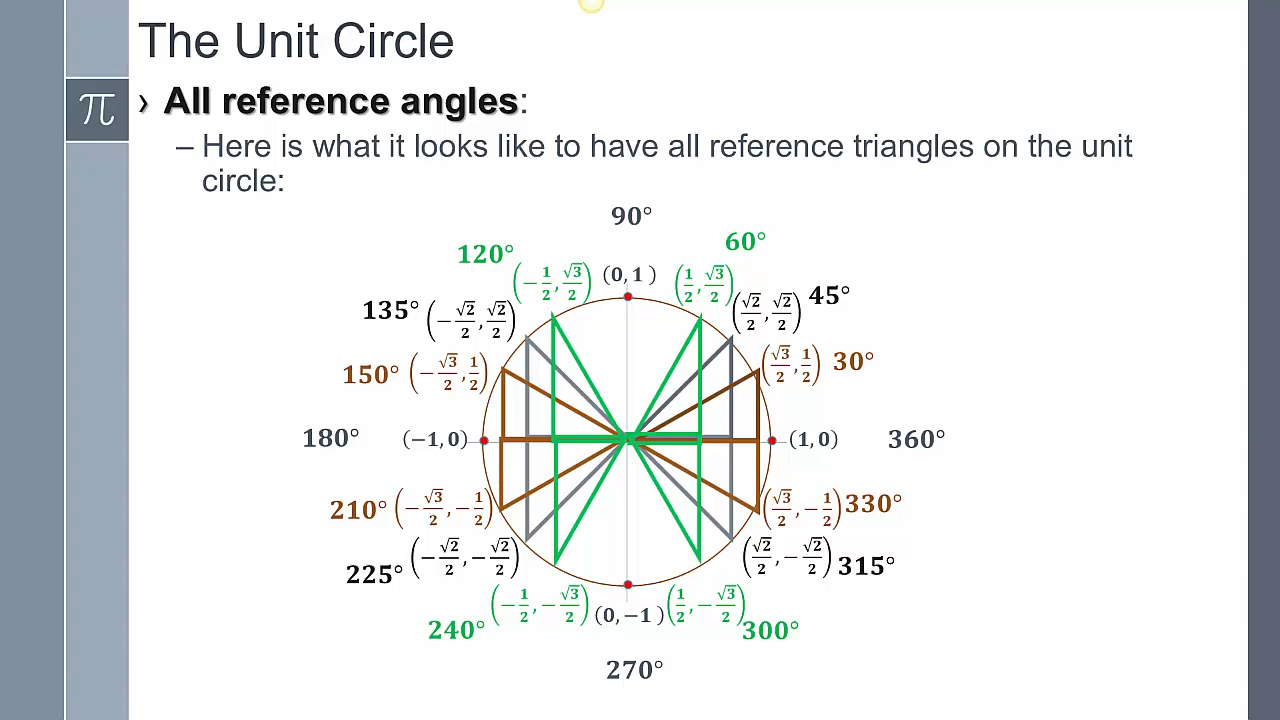 The Unit Circle
π
› All reference angles:
– Here is what it looks like to have all reference triangles on the unit
circle:
90°
120° 60°
(−1/2, √3/2) (0, 1) (1/2, √3/2)
135° (−√2/2, √2/2) (√2/2, √2/2) 45°
150° (−√3/2, 1/2) (√3/2, 1/2) 30°
180° (−1, 0) (1, 0) 360°
210° (−√3/2, −1/2) (√3/2, −1/2) 330°
225° (−√2/2, −√2/2) (√2/2, −√2/2) 315°
(−1/2, −√3/2) (0, −1) (1/2, −√3/2)
240° 300°
270°